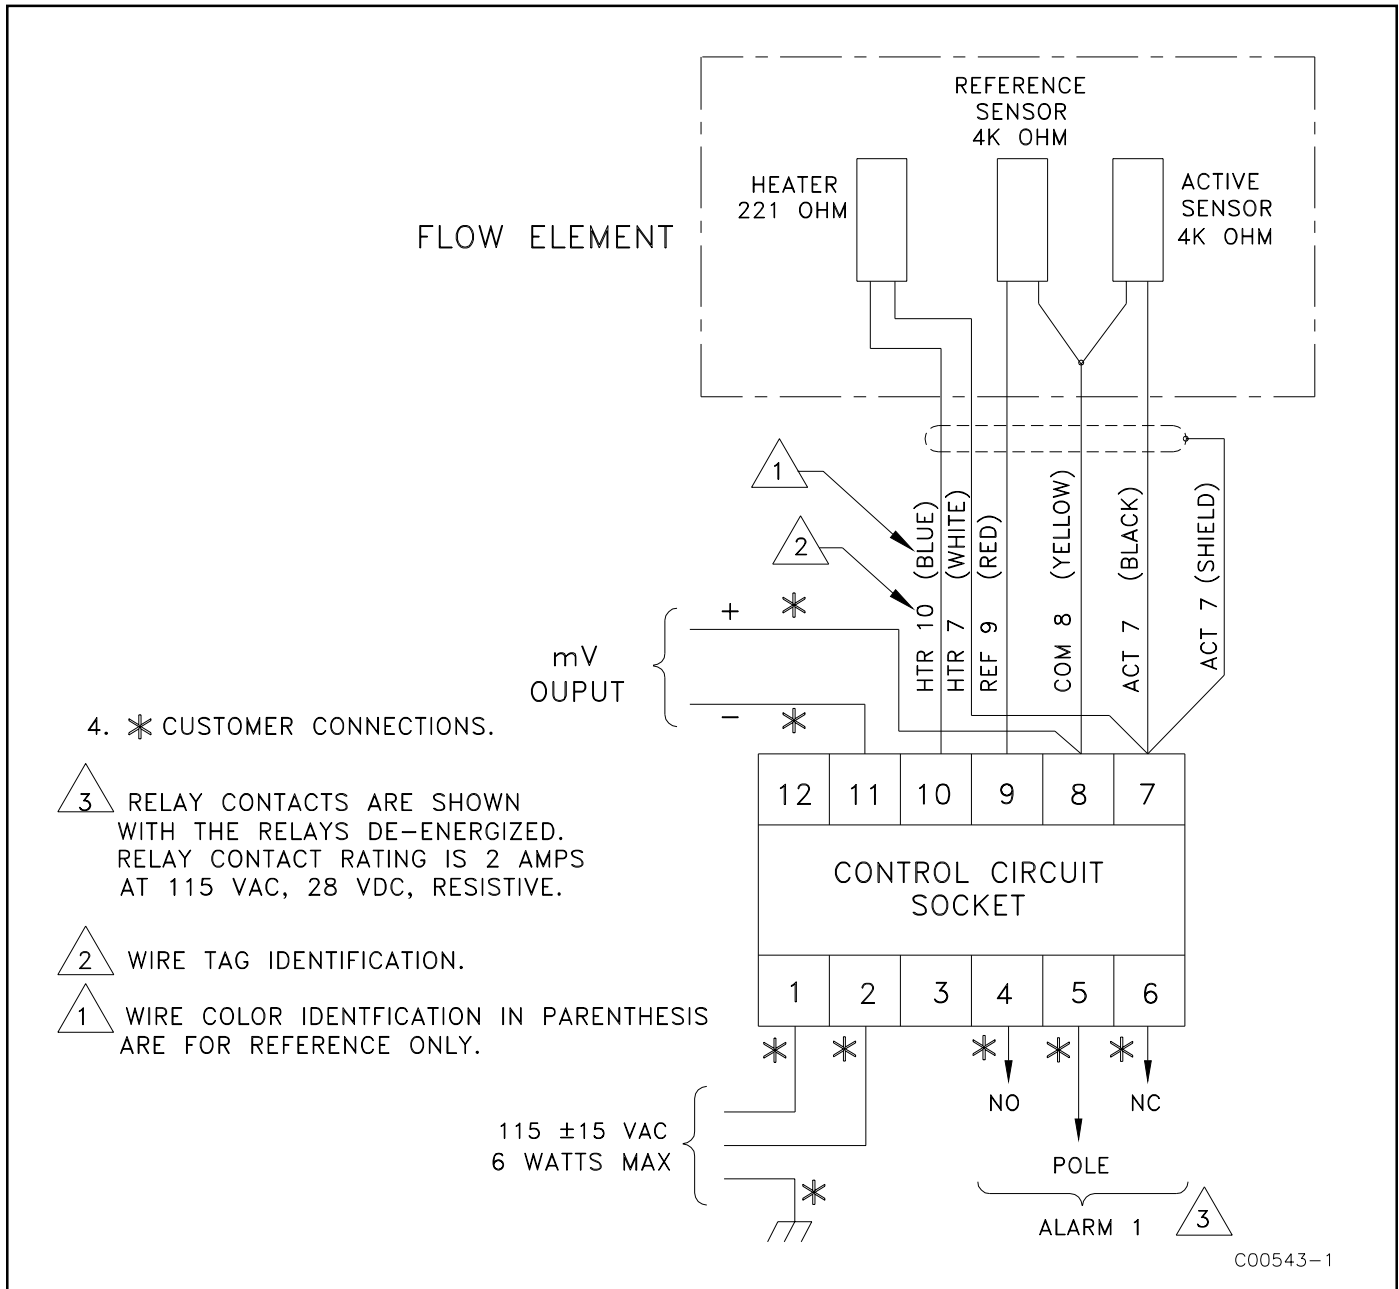 REFERENCE
SENSOR
4K OHM
HEATER
221 OHM
ACTIVE
SENSOR
4K OHM
FLOW ELEMENT
1
2
HTR 10 (BLUE)
HTR 7 (WHITE)
REF 9 (RED)
COM 8 (YELLOW)
ACT 7 (BLACK)
ACT 7 (SHIELD)
+ *
mV
OUPUT
- *
4. * CUSTOMER CONNECTIONS.
3 RELAY CONTACTS ARE SHOWN
WITH THE RELAYS DE-ENERGIZED.
RELAY CONTACT RATING IS 2 AMPS
AT 115 VAC, 28 VDC, RESISTIVE.
2 WIRE TAG IDENTIFICATION.
1 WIRE COLOR IDENTFICATION IN PARENTHESIS
ARE FOR REFERENCE ONLY.
12 11 10 9 8 7
CONTROL CIRCUIT
SOCKET
1 2 3 4 5 6
* * * * *
NO NC
115 ±15 VAC
6 WATTS MAX
*
POLE
ALARM 1 3
C00543-1